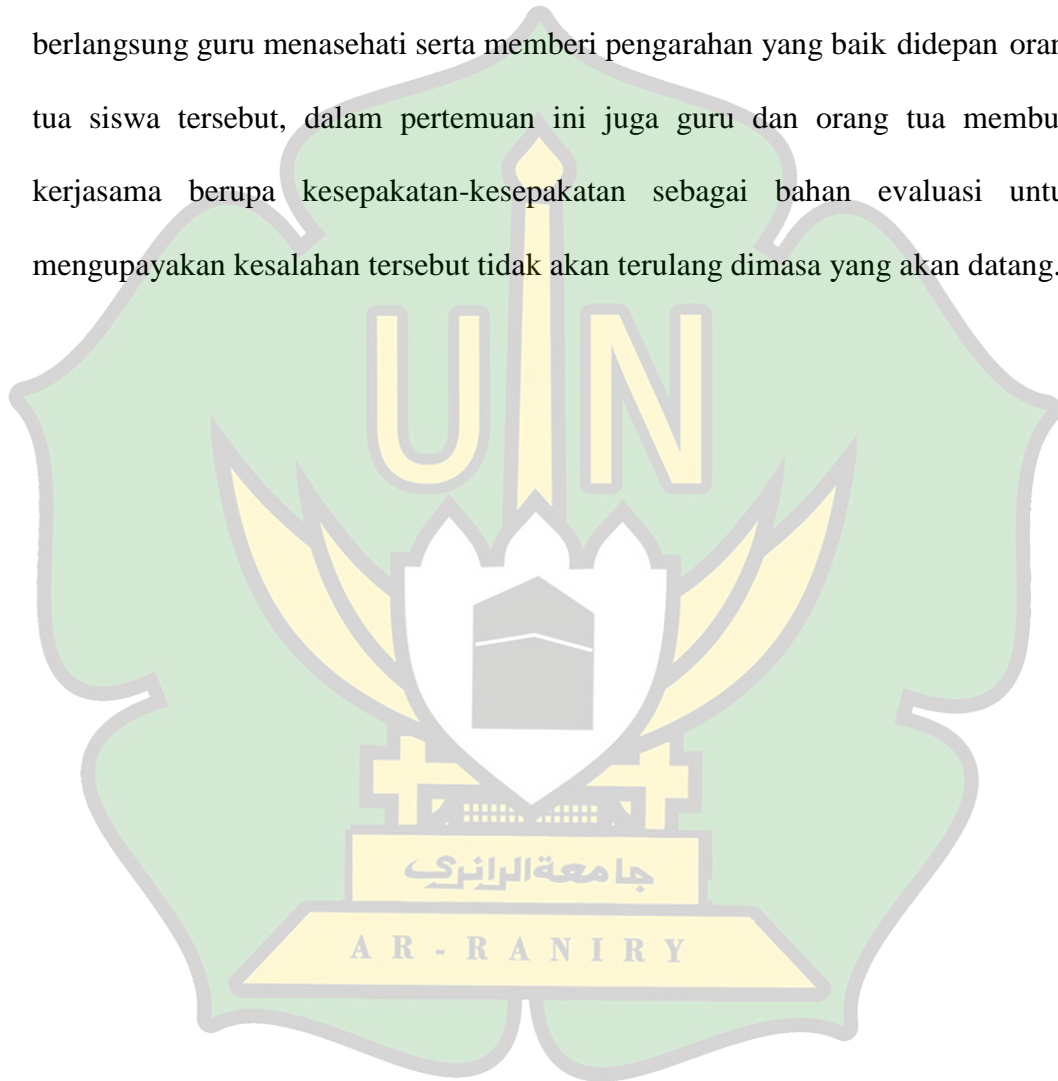 berlangsung guru menasehati serta memberi pengarahan yang baik didepan oran
tua siswa tersebut, dalam pertemuan ini juga guru dan orang tua membu
kerjasama berupa kesepakatan-kesepakatan sebagai bahan evaluasi untu
mengupayakan kesalahan tersebut tidak akan terulang dimasa yang akan datang.
UIN
جامعةالرانري
AR-RANIRY